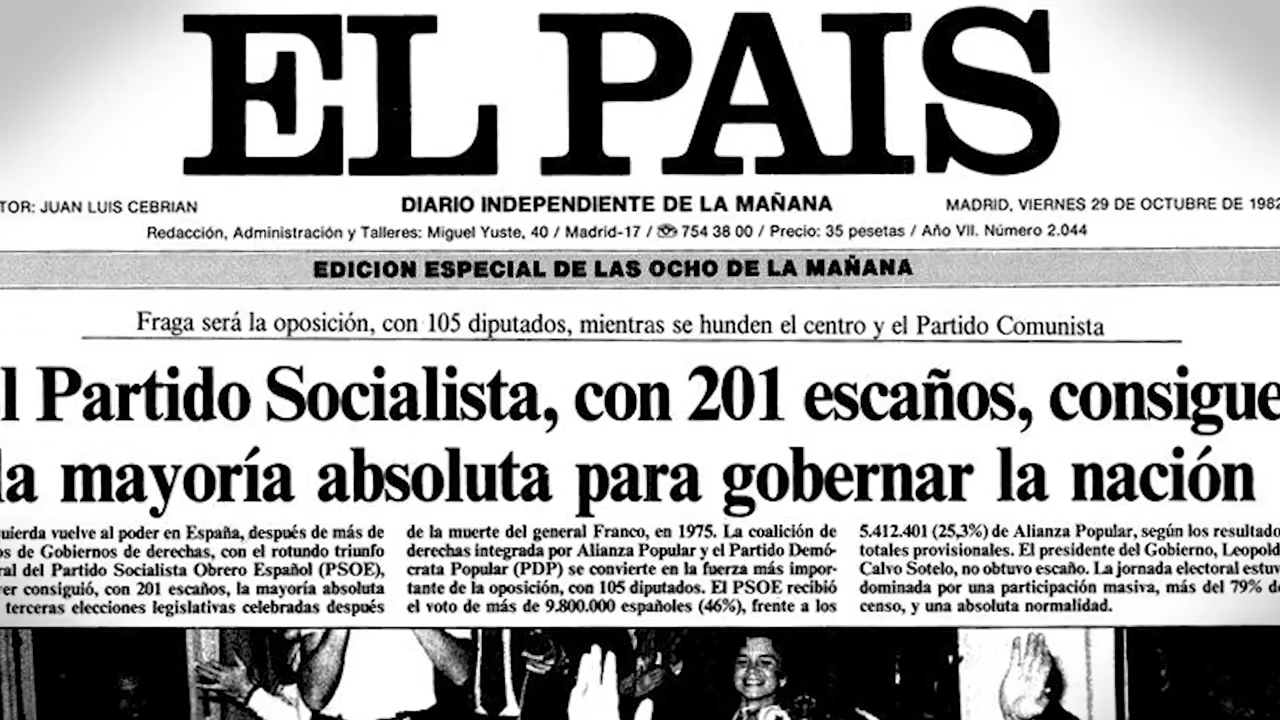 EL PAIS
TOR: JUAN LUIS CEBRIAN
DIARIO INDEPENDIENTE DE LA MAÑANA
MADRID, VIERNES 29 DE OCTUBRE DE 1982
Redacción, Administración y Talleres: Miguel Yuste, 40 / Madrid-17 / ☎ 754 38 00 / Precio: 35 pesetas / Año VII. Número 2.044
EDICION ESPECIAL DE LAS OCHO DE LA MAÑANA
Fraga será la oposición, con 105 diputados, mientras se hunden el centro y el Partido Comunista
l Partido Socialista, con 201 escaños, consigue
la mayoría absoluta para gobernar la nación
uierda vuelve al poder en España, después de más de
os de Gobiernos de derechas, con el rotundo triunfo
ral del Partido Socialista Obrero Español (PSOE),
er consiguió, con 201 escaños, la mayoría absoluta
terceras elecciones legislativas celebradas después
de la muerte del general Franco, en 1975. La coalición de
derechas integrada por Alianza Popular y el Partido Demó-
crata Popular (PDP) se convierte en la fuerza más impor-
tante de la oposición, con 105 diputados. El PSOE recibió
el voto de más de 9.800.000 españoles (46%), frente a los
5.412.401 (25,3%) de Alianza Popular, según los resultado
totales provisionales. El presidente del Gobierno, Leopold
Calvo Sotelo, no obtuvo escaño. La jornada electoral estuv
dominada por una participación masiva, más del 79% de
censo, y una absoluta normalidad.